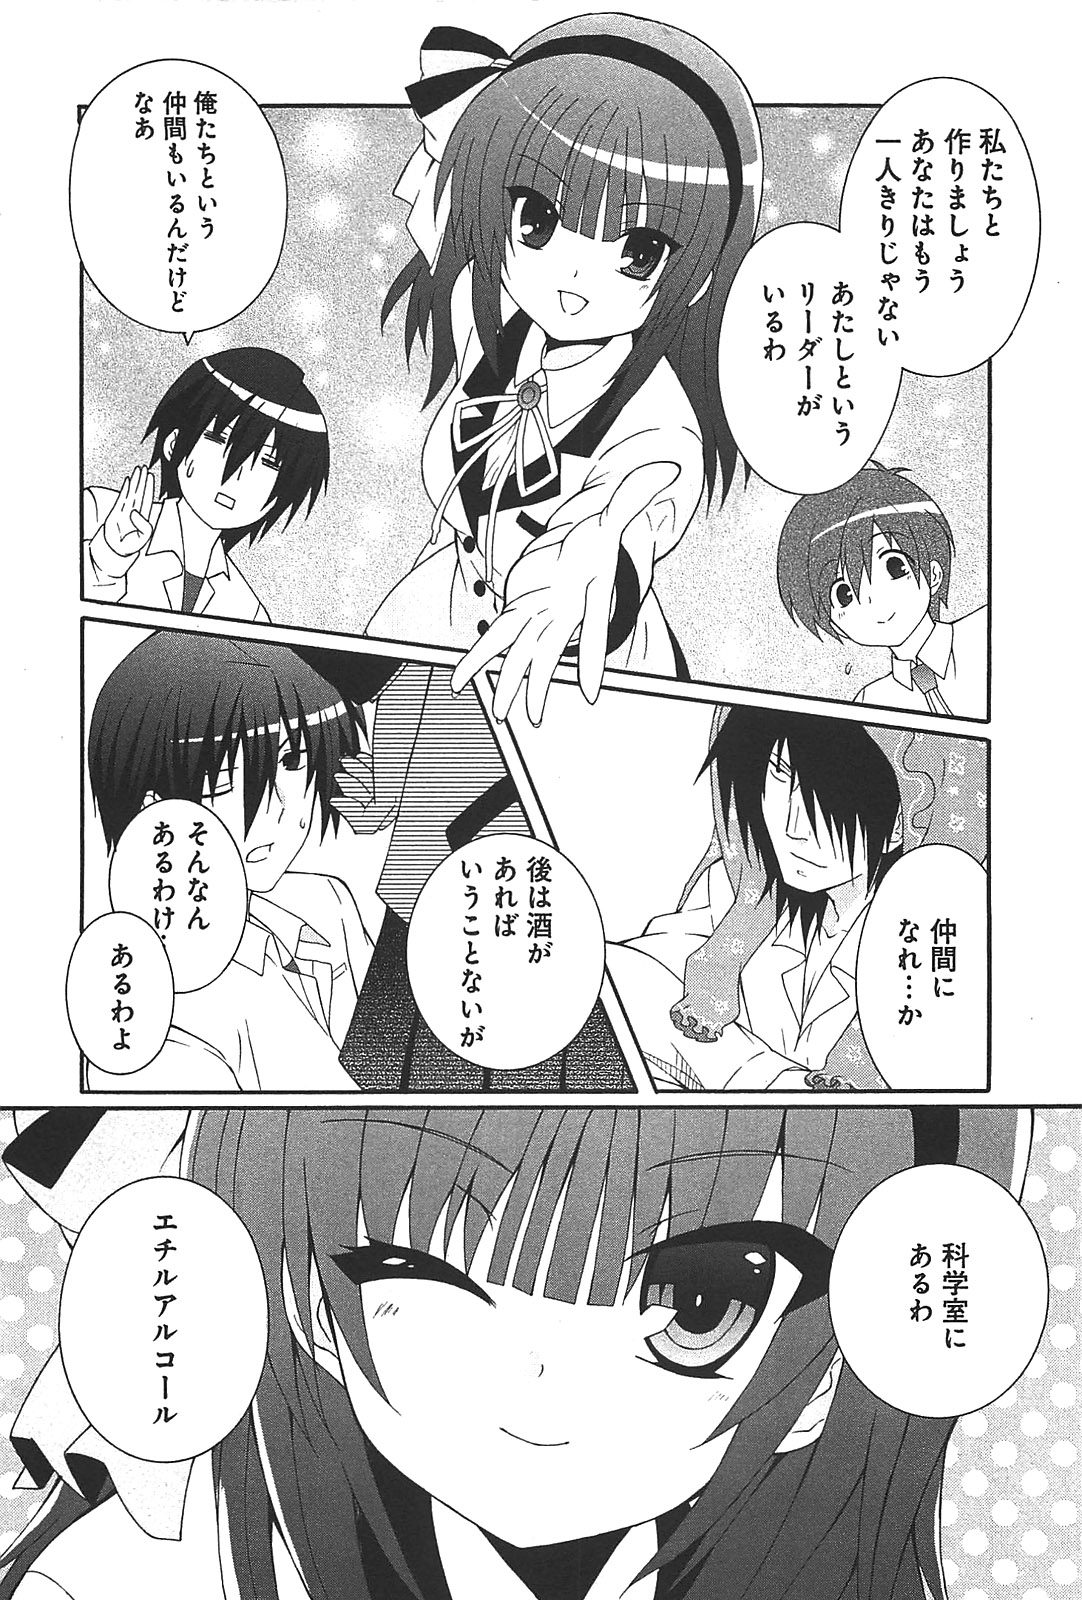 私たちと
作りましょう
あなたはもう
一人きりじゃない
あたしという
リーダーが
いるわ
俺たちという
仲間もいるんだけど
なあ
仲間に
なれ…か
後は酒が
あれば
いうことないが
そんなん
あるわけ…
あるわよ
科学室に
あるわ
エチルアルコール